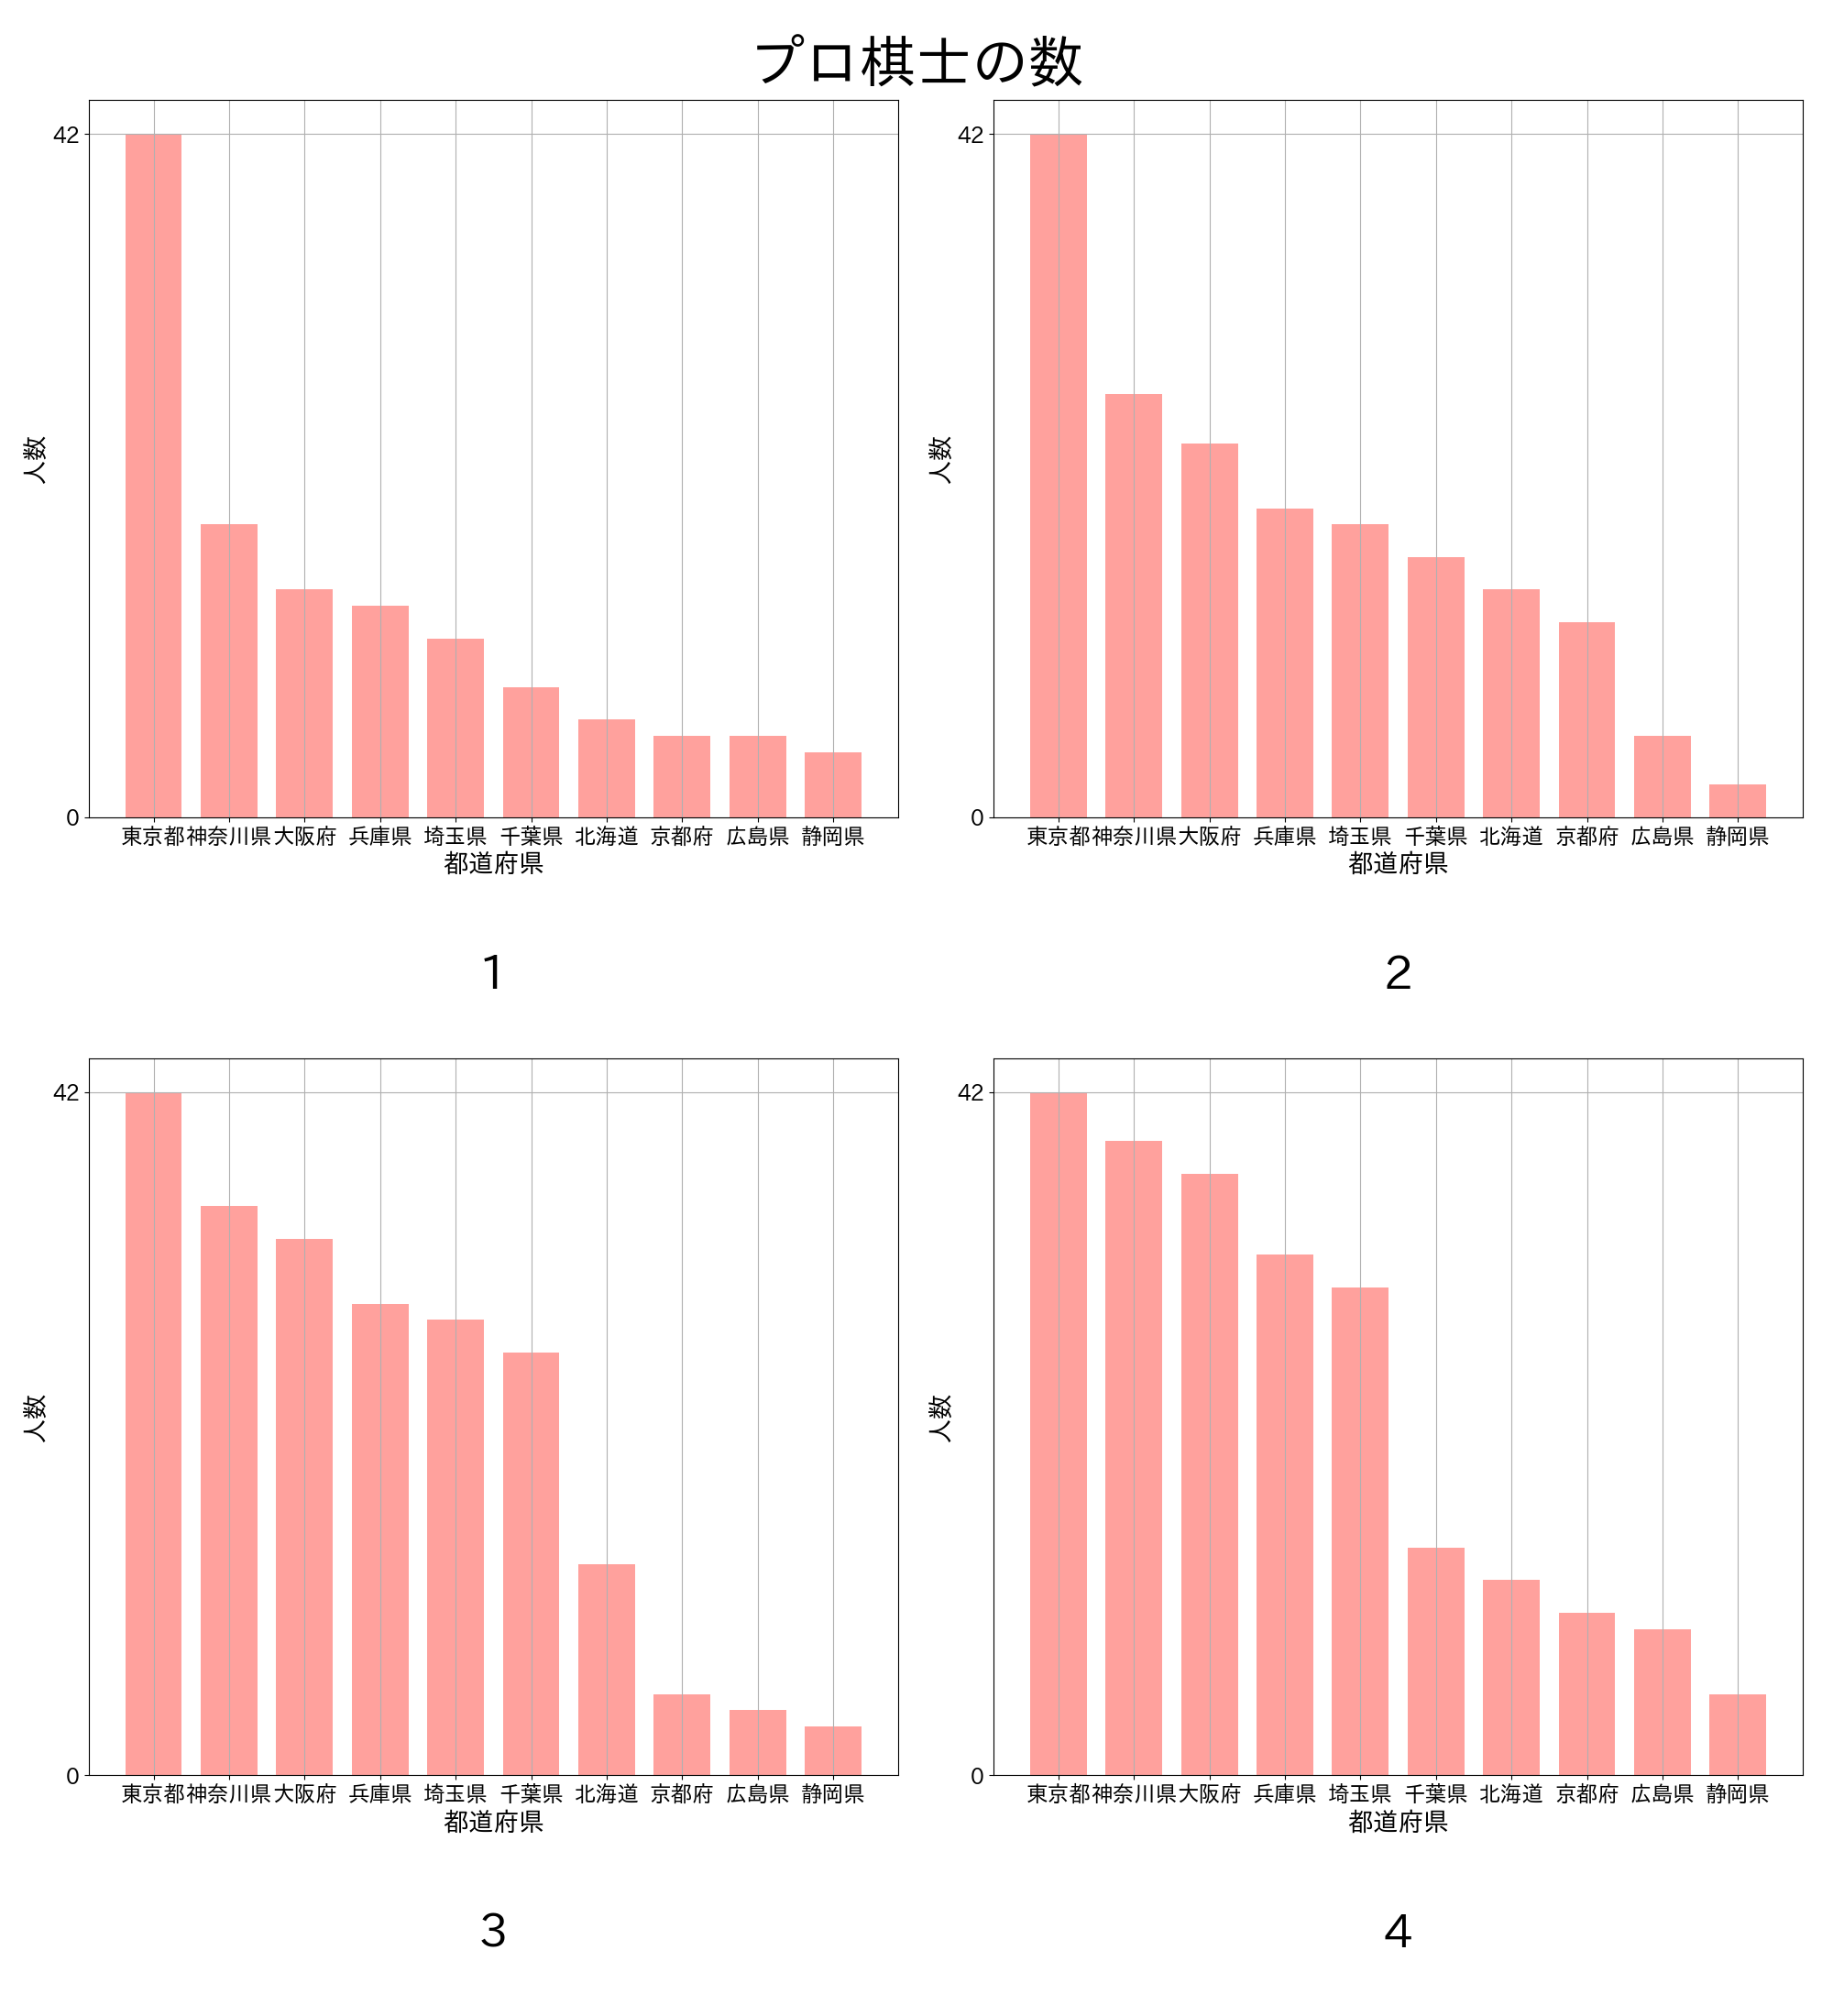 プロ棋士の数
42
0
人数
東京都 神奈川県 大阪府 兵庫県 埼玉県 千葉県 北海道 京都府 広島県 静岡県
都道府県
1
42
0
人数
東京都 神奈川県 大阪府 兵庫県 埼玉県 千葉県 北海道 京都府 広島県 静岡県
都道府県
2
42
0
人数
東京都 神奈川県 大阪府 兵庫県 埼玉県 千葉県 北海道 京都府 広島県 静岡県
都道府県
3
42
0
人数
東京都 神奈川県 大阪府 兵庫県 埼玉県 千葉県 北海道 京都府 広島県 静岡県
都道府県
4